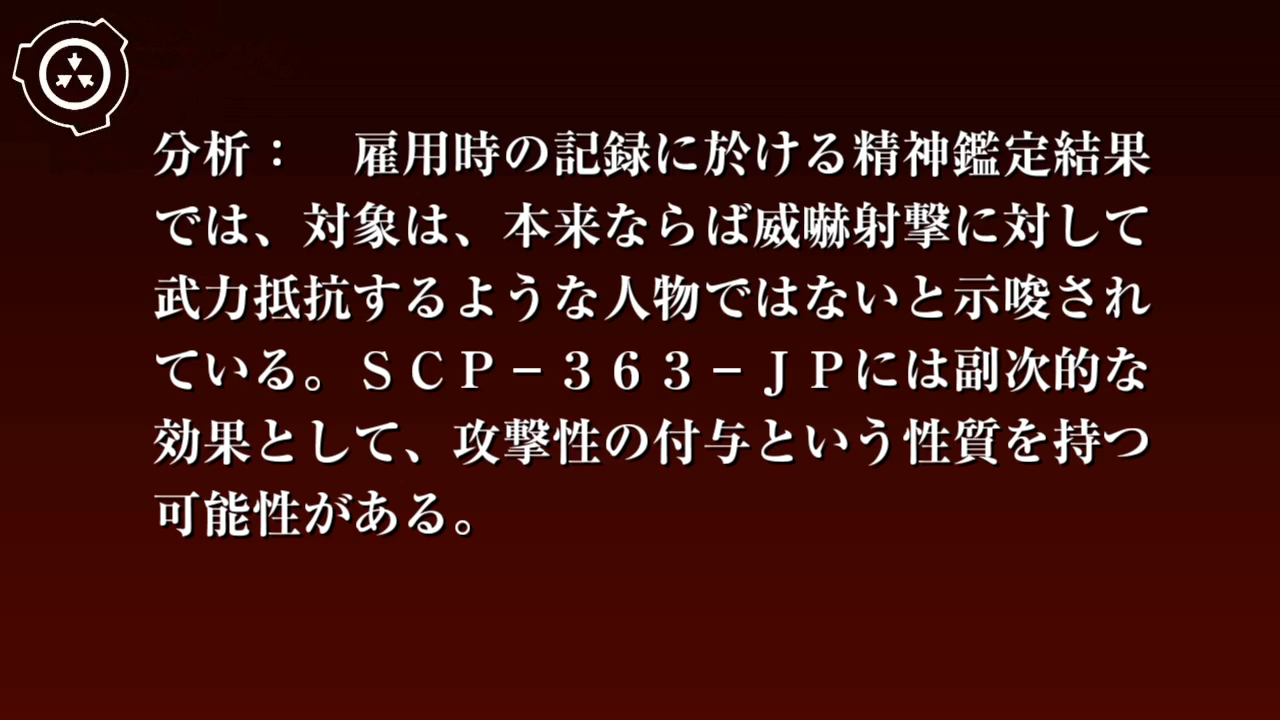 分析：　雇用時の記録に於ける精神鑑定結果
では、対象は、本来ならば威嚇射撃に対して
武力抵抗するような人物ではないと示唆され
ている。ＳＣＰ－３６３－ＪＰには副次的な
効果として、攻撃性の付与という性質を持つ
可能性がある。